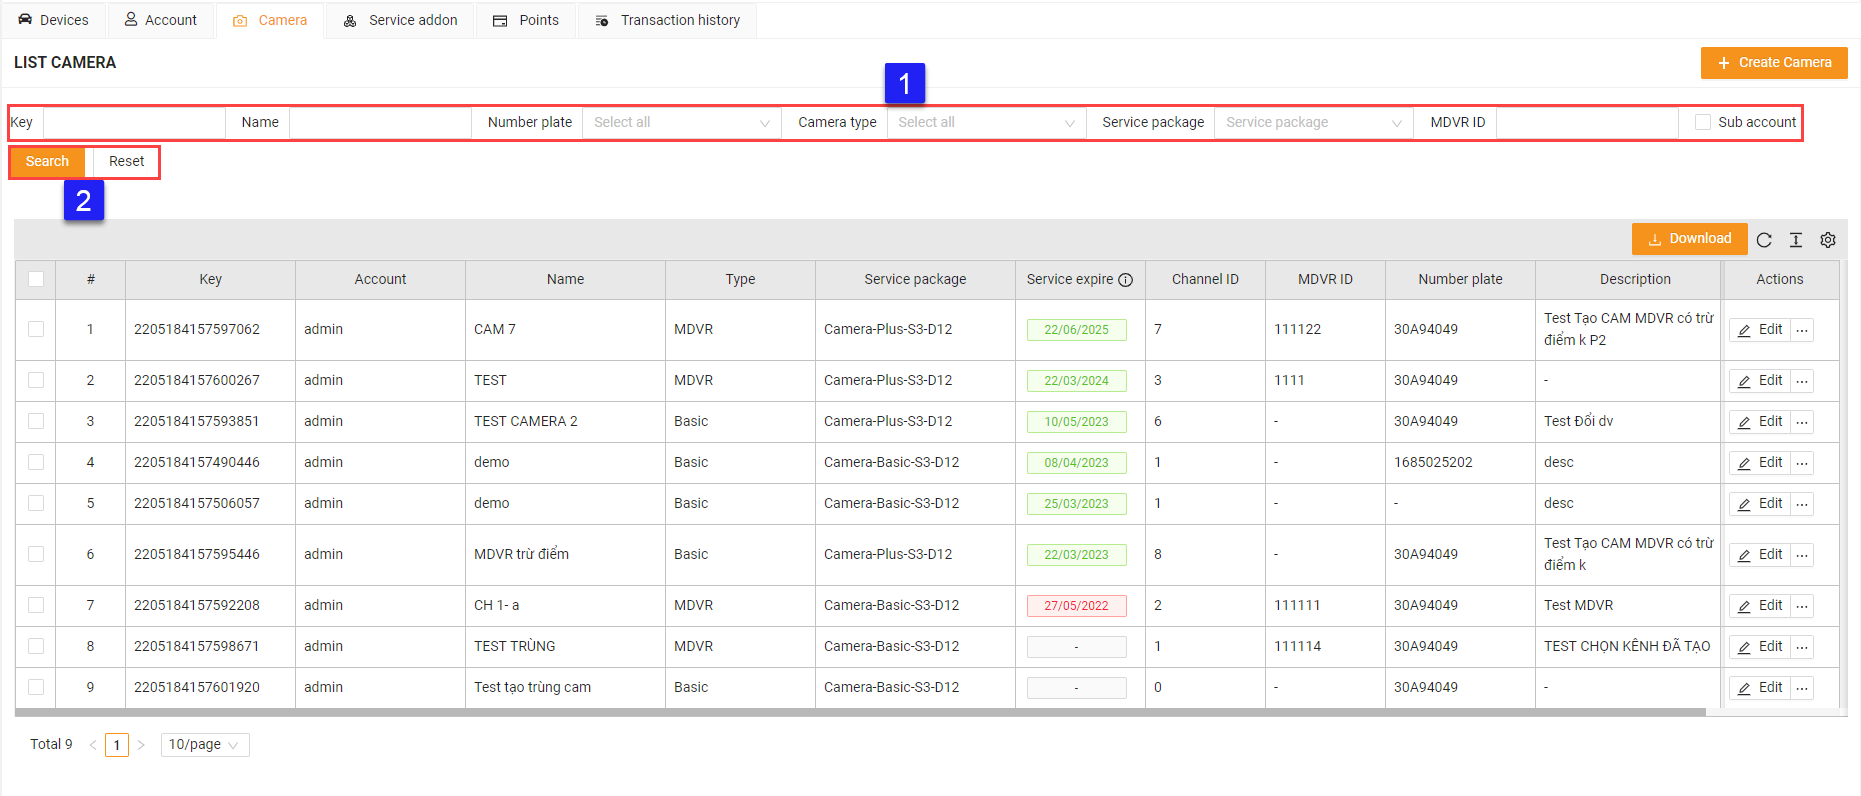 Devices Account Camera Service addon Points Transaction history
LIST CAMERA
+ Create Camera
1
Key Name Number plate Select all Camera type Select all Service package Service package MDVR ID Sub account
Search Reset
2
Download
# Key Account Name Type Service package Service expire Channel ID MDVR ID Number plate Description Actions
1 2205184157597062 admin CAM 7 MDVR Camera-Plus-S3-D12 22/06/2025 7 111122 30A94049 Test Tạo CAM MDVR có trừ
điểm k P2 Edit ...
2 2205184157600267 admin TEST MDVR Camera-Plus-S3-D12 22/03/2024 3 1111 30A94049 - Edit ...
3 2205184157593851 admin TEST CAMERA 2 Basic Camera-Plus-S3-D12 10/05/2023 6 - 30A94049 Test Đổi dv Edit ...
4 2205184157490446 admin demo Basic Camera-Basic-S3-D12 08/04/2023 1 - 1685025202 desc Edit ...
5 2205184157506057 admin demo Basic Camera-Basic-S3-D12 25/03/2023 1 - - desc Edit ...
6 2205184157595446 admin MDVR trừ điểm Basic Camera-Plus-S3-D12 22/03/2023 8 - 30A94049 Test Tạo CAM MDVR có trừ
điểm k Edit ...
7 2205184157592208 admin CH 1- a MDVR Camera-Basic-S3-D12 27/05/2022 2 111111 30A94049 Test MDVR Edit ...
8 2205184157598671 admin TEST TRÙNG MDVR Camera-Basic-S3-D12 - 1 111114 30A94049 TEST CHỌN KÊNH ĐÃ TẠO Edit ...
9 2205184157601920 admin Test tạo trùng cam Basic Camera-Basic-S3-D12 - 0 - 30A94049 - Edit ...
Total 9 < 1 > 10/page